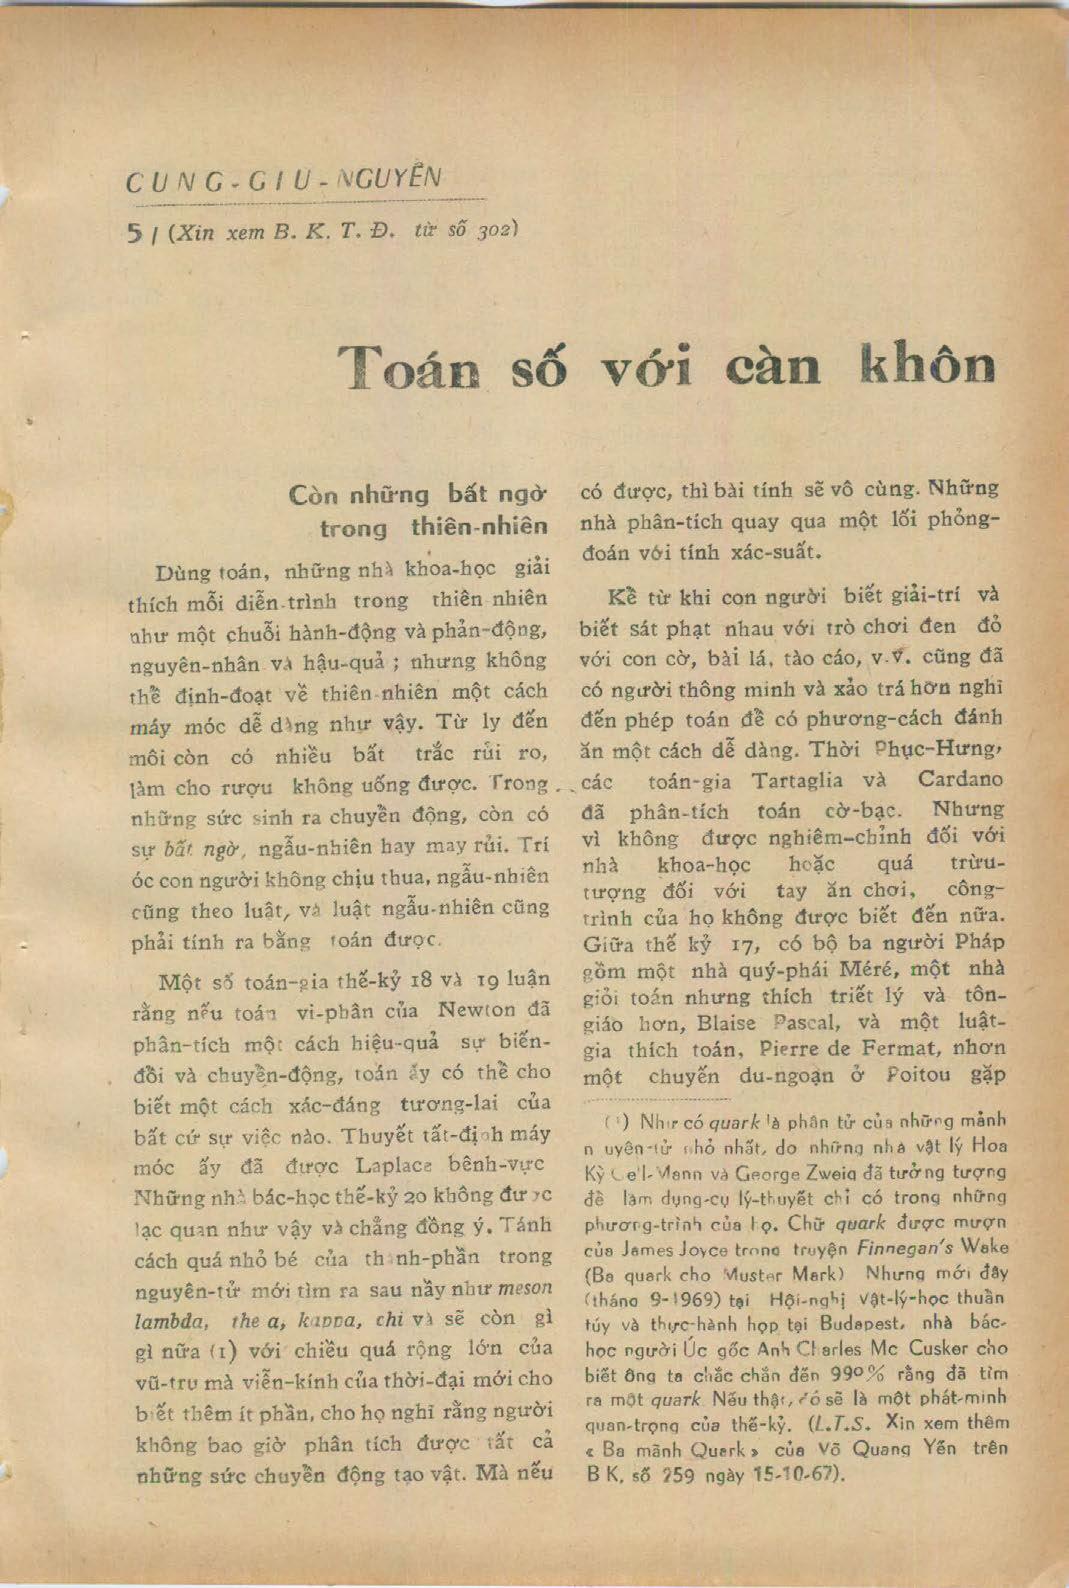 CUNG-GIU-NGUYÊN
5 / (Xin xem B. K. T. Đ. từ số 302)
Toán số với càn khôn
Còn những bất ngờ
trong thiên-nhiên
Dùng toán, những nhà khoa-học giải
thích mỗi diễn-trình trong thiên nhiên
như một chuỗi hành-động và phản-động,
nguyên-nhân và hậu-quả ; nhưng không
thể định-đoạt về thiên-nhiên một cách
máy móc dễ dàng như vậy. Từ ly đến
môi còn có nhiều bất trắc rủi ro,
làm cho rượu không uống được. Trong
những sức sinh ra chuyển động, còn có
sự bất ngờ, ngẫu-nhiên hay may rủi. Trí
óc con người không chịu thua, ngẫu-nhiên
cũng theo luật, và luật ngẫu-nhiên cũng
phải tính ra bằng toán được.
Một số toán-gia thế-kỷ 18 và 19 luận
rằng nếu toán vi-phân của Newton đã
phân-tích một cách hiệu-quả sự biến-
đổi và chuyển-động, toán ấy có thể cho
biết một cách xác-đáng tương-lai của
bất cứ sự việc nào. Thuyết tất-định máy
móc ấy đã được Laplace bênh-vực
Những nhà bác-học thế-kỷ 20 không được
lạc quan như vậy và chẳng đồng ý. Tánh
cách quá nhỏ bé của thành-phần trong
nguyên-tử mới tìm ra sau nầy như meson
lambda, the a, kappa, chi và sẽ còn gì
gì nữa (1) với chiều quá rộng lớn của
vũ-trụ mà viễn-kính của thời-đại mới cho
biết thêm ít phần, cho họ nghĩ rằng người
không bao giờ phân tích được tất cả
những sức chuyển động tạo vật. Mà nếu
có được, thì bài tính sẽ vô cùng. Những
nhà phân-tích quay qua một lối phỏng-
đoán với tính xác-suất.
Kể từ khi con người biết giải-trí và
biết sát phạt nhau với trò chơi đen đỏ
với con cờ, bài lá, tào cáo, v.v. cũng đã
có người thông minh và xảo trá hơn nghĩ
đến phép toán để có phương-cách đánh
ăn một cách dễ dàng. Thời Phục-Hưng,
các toán-gia Tartaglia và Cardano
đã phân-tích toán cờ-bạc. Nhưng
vì không được nghiêm-chỉnh đối với
nhà khoa-học hoặc quá trừu-
tượng đối với tay ăn chơi, công-
trình của họ không được biết đến nữa.
Giữa thế kỷ 17, có bộ ba người Pháp
gồm một nhà quý-phái Méré, một nhà
giỏi toán nhưng thích triết lý và tôn-
giáo hơn, Blaise Pascal, và một luật-
gia thích toán, Pierre de Fermat, nhơn
một chuyến du-ngoạn ở Poitou gặp
(1) Như có quark là phân tử của những mảnh
nguyên-tử nhỏ nhất, do những nhà vật lý Hoa
Kỳ Gell-Mann và George Zweig đã tưởng tượng
để làm dụng-cụ lý-thuyết chỉ có trong những
phương-trình của họ. Chữ quark được mượn
của James Joyce trong truyện Finnegan's Wake
(Ba quark cho Muster Mark) Nhưng mới đây
(tháng 9-1969) tại Hội-nghị vật-lý-học thuần
túy và thực-hành họp tại Budapest, nhà bác-
học người Úc gốc Anh Charles Mc Cusker cho
biết ông ta chắc chắn đến 990% rằng đã tìm
ra một quark. Nếu thật, đó sẽ là một phát-minh
quan-trọng của thế-kỷ. (L.T.S. Xin xem thêm
« Ba mãnh Quark » của Võ Quang Yến trên
B K, số 259 ngày 15-10-67).